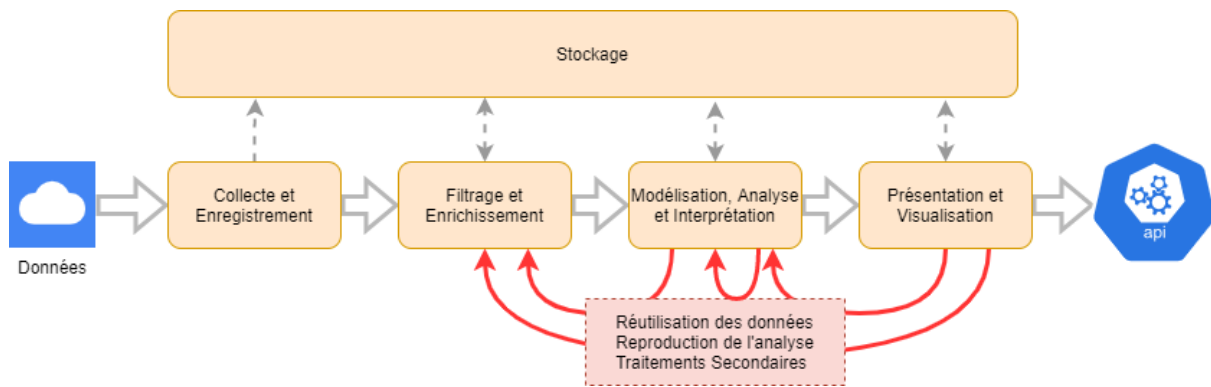 Stockage
Collecte et
Enregistrement
Filtrage et
Enrichissement
Modélisation, Analyse
et Interprétation
Présentation et
Visualisation
api
Données
Réutilisation des données
Reproduction de l'analyse
Traitements Secondaires